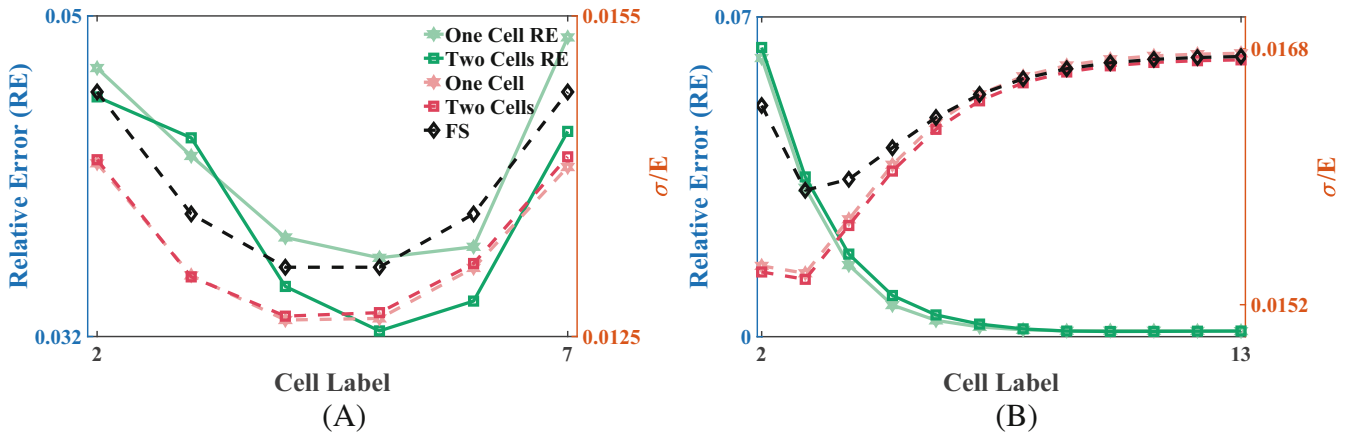 0.05
0.032
Relative Error (RE)
2
7
Cell Label
0.0155
0.0125
σ/E
One Cell RE
Two Cells RE
One Cell
Two Cells
FS
(A)
0.07
0
Relative Error (RE)
2
13
Cell Label
0.0168
0.0152
σ/E
(B)